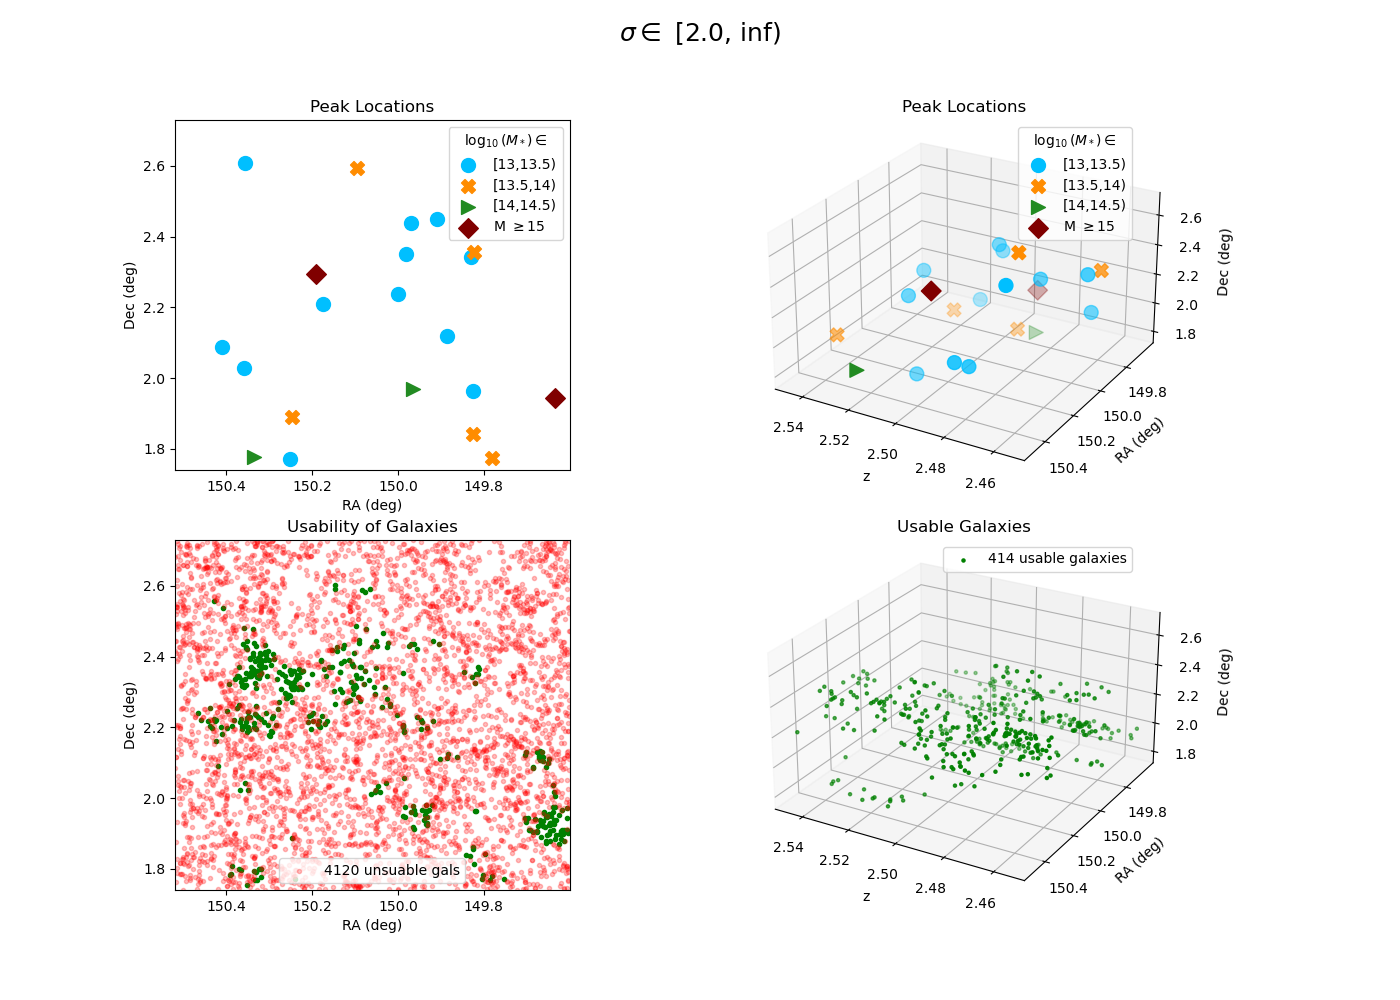 σ ∈ [2.0, inf)
Peak Locations
log₁₀(M*) ∈
[13,13.5)
[13.5,14)
[14,14.5)
M ≥15
2.6
2.4
2.2
2.0
1.8
Dec (deg)
150.4 150.2 150.0 149.8
RA (deg)
Peak Locations
log₁₀(M*) ∈
[13,13.5)
[13.5,14)
[14,14.5)
M ≥15
2.6
2.4
2.2
2.0
1.8
Dec (deg)
149.8
150.0
150.2
150.4
RA (deg)
2.54
2.52
2.50
2.48
2.46
z
Usability of Galaxies
2.6
2.4
2.2
2.0
1.8
Dec (deg)
4120 unsuable gals
150.4 150.2 150.0 149.8
RA (deg)
Usable Galaxies
414 usable galaxies
2.6
2.4
2.2
2.0
1.8
Dec (deg)
149.8
150.0
150.2
150.4
RA (deg)
2.54
2.52
2.50
2.48
2.46
z